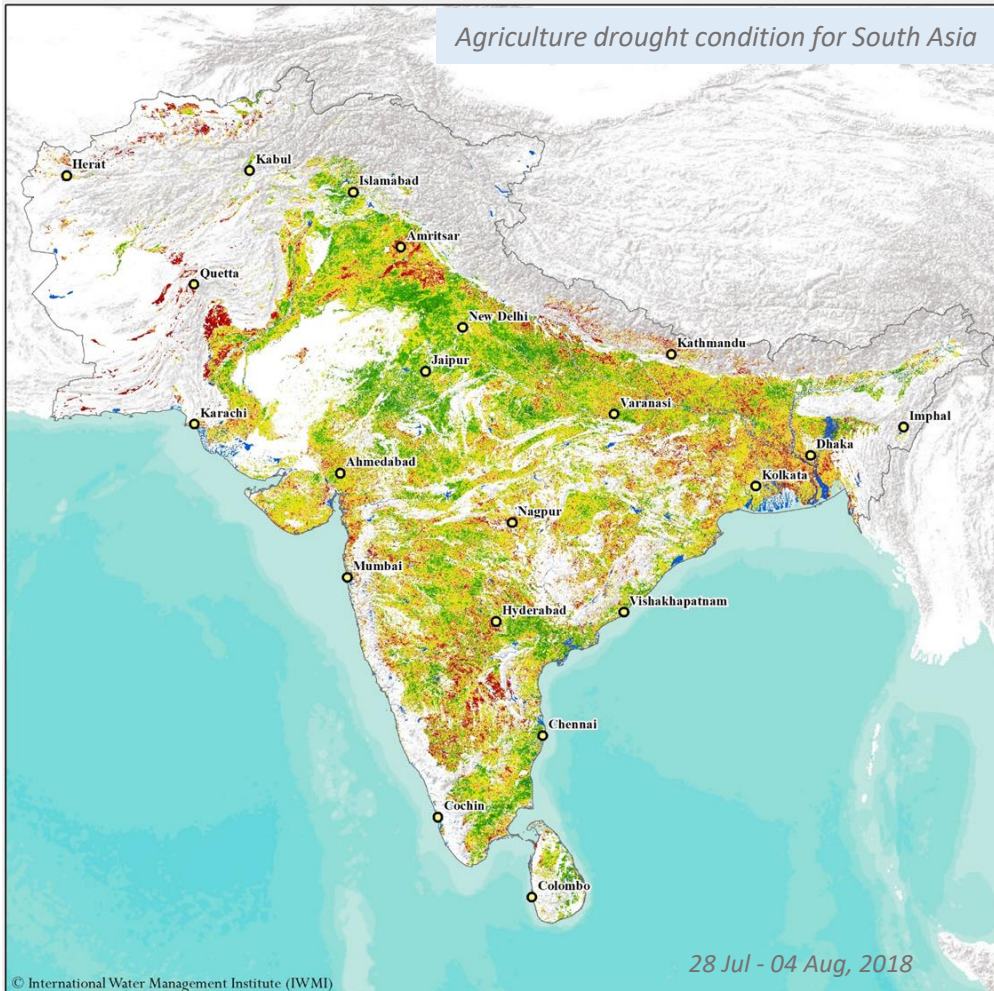 Agriculture drought condition for South Asia
Herat
Kabul
Islamabad
Amritsar
Quetta
New Delhi
Kathmandu
Jaipur
Karachi
Varanasi
Imphal
Dhaka
Ahmedabad
Kolkata
Nagpur
Mumbai
Hyderabad
Vishakhapatnam
Chennai
Cochin
Colombo
28 Jul - 04 Aug, 2018
© International Water Management Institute (IWMI)